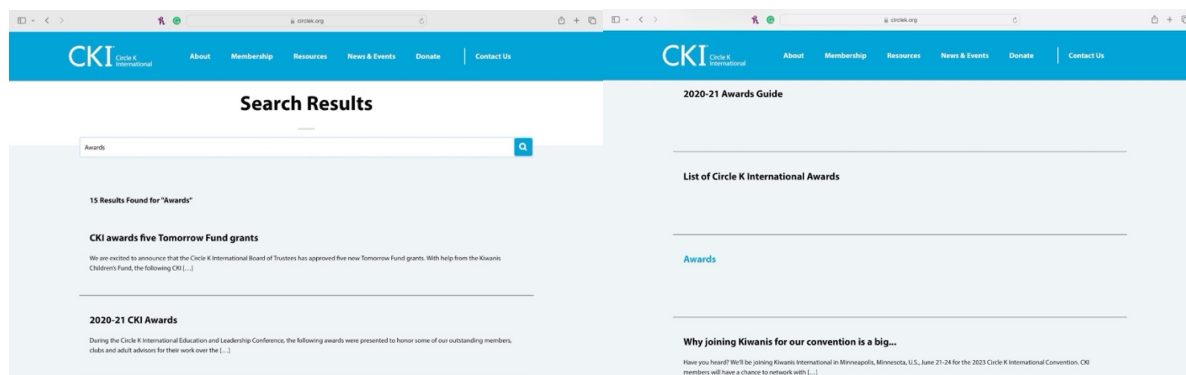 circlek.org
CKI Circle K
International
About Membership Resources News & Events Donate Contact Us
Search Results
Awards
15 Results Found for "Awards"
CKI awards five Tomorrow Fund grants
We are excited to announce that the Circle K International Board of Trustees has approved five new Tomorrow Fund grants. With help from the Kiwanis
Children's Fund, the following CKI [...]
2020-21 CKI Awards
During the Circle K International Education and Leadership Conference, the following awards were presented to honor some of our outstanding members,
clubs and adult advisors for their work over the [...]
circlek.org
CKI Circle K
International
About Membership Resources News & Events Donate Contact Us
2020-21 Awards Guide
List of Circle K International Awards
Awards
Why joining Kiwanis for our convention is a big...
Have you heard? We'll be joining Kiwanis International in Minneapolis, Minnesota, U.S., June 21-24 for the 2023 Circle K International Convention. CKI
members will have a chance to network with [...]